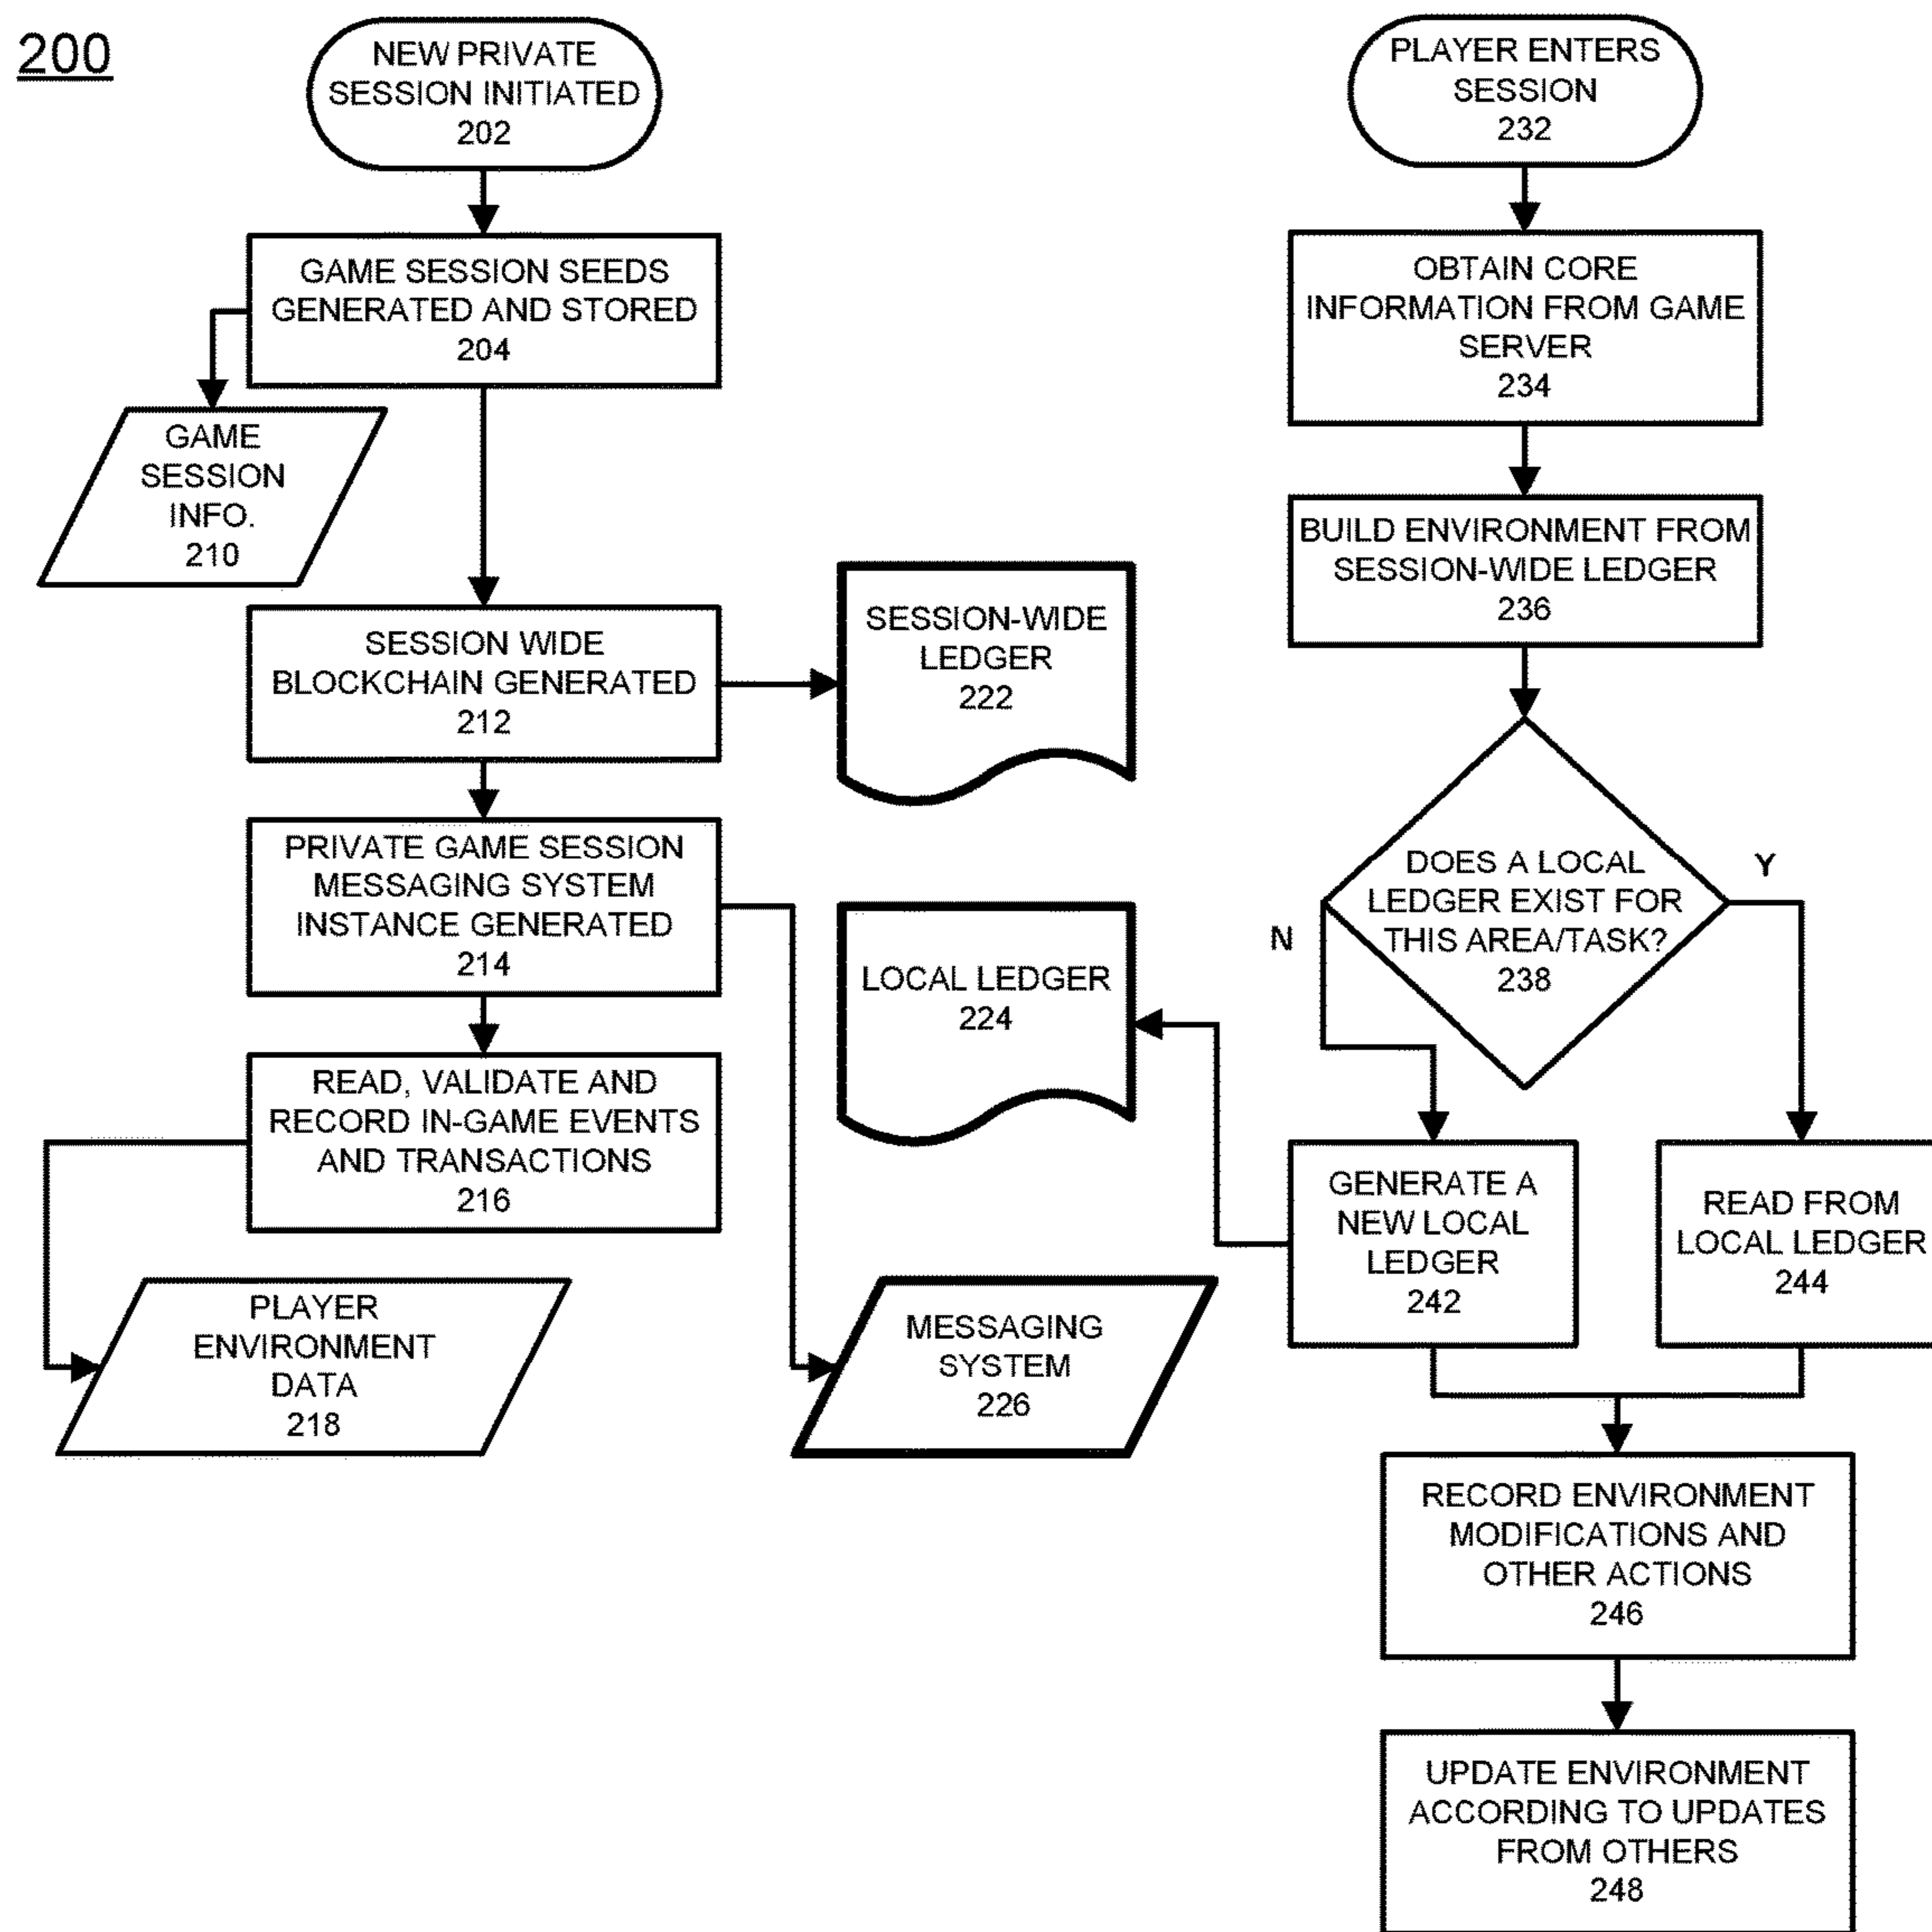 200
NEW PRIVATE
SESSION INITIATED
202
GAME SESSION SEEDS
GENERATED AND STORED
204
GAME
SESSION
INFO.
210
SESSION WIDE
BLOCKCHAIN GENERATED
212
SESSION-WIDE
LEDGER
222
PRIVATE GAME SESSION
MESSAGING SYSTEM
INSTANCE GENERATED
214
LOCAL LEDGER
224
READ, VALIDATE AND
RECORD IN-GAME EVENTS
AND TRANSACTIONS
216
PLAYER
ENVIRONMENT
DATA
218
MESSAGING
SYSTEM
226
PLAYER ENTERS
SESSION
232
OBTAIN CORE
INFORMATION FROM GAME
SERVER
234
BUILD ENVIRONMENT FROM
SESSION-WIDE LEDGER
236
DOES A LOCAL
LEDGER EXIST FOR
THIS AREA/TASK?
238
N
Y
GENERATE A
NEW LOCAL
LEDGER
242
READ FROM
LOCAL LEDGER
244
RECORD ENVIRONMENT
MODIFICATIONS AND
OTHER ACTIONS
246
UPDATE ENVIRONMENT
ACCORDING TO UPDATES
FROM OTHERS
248